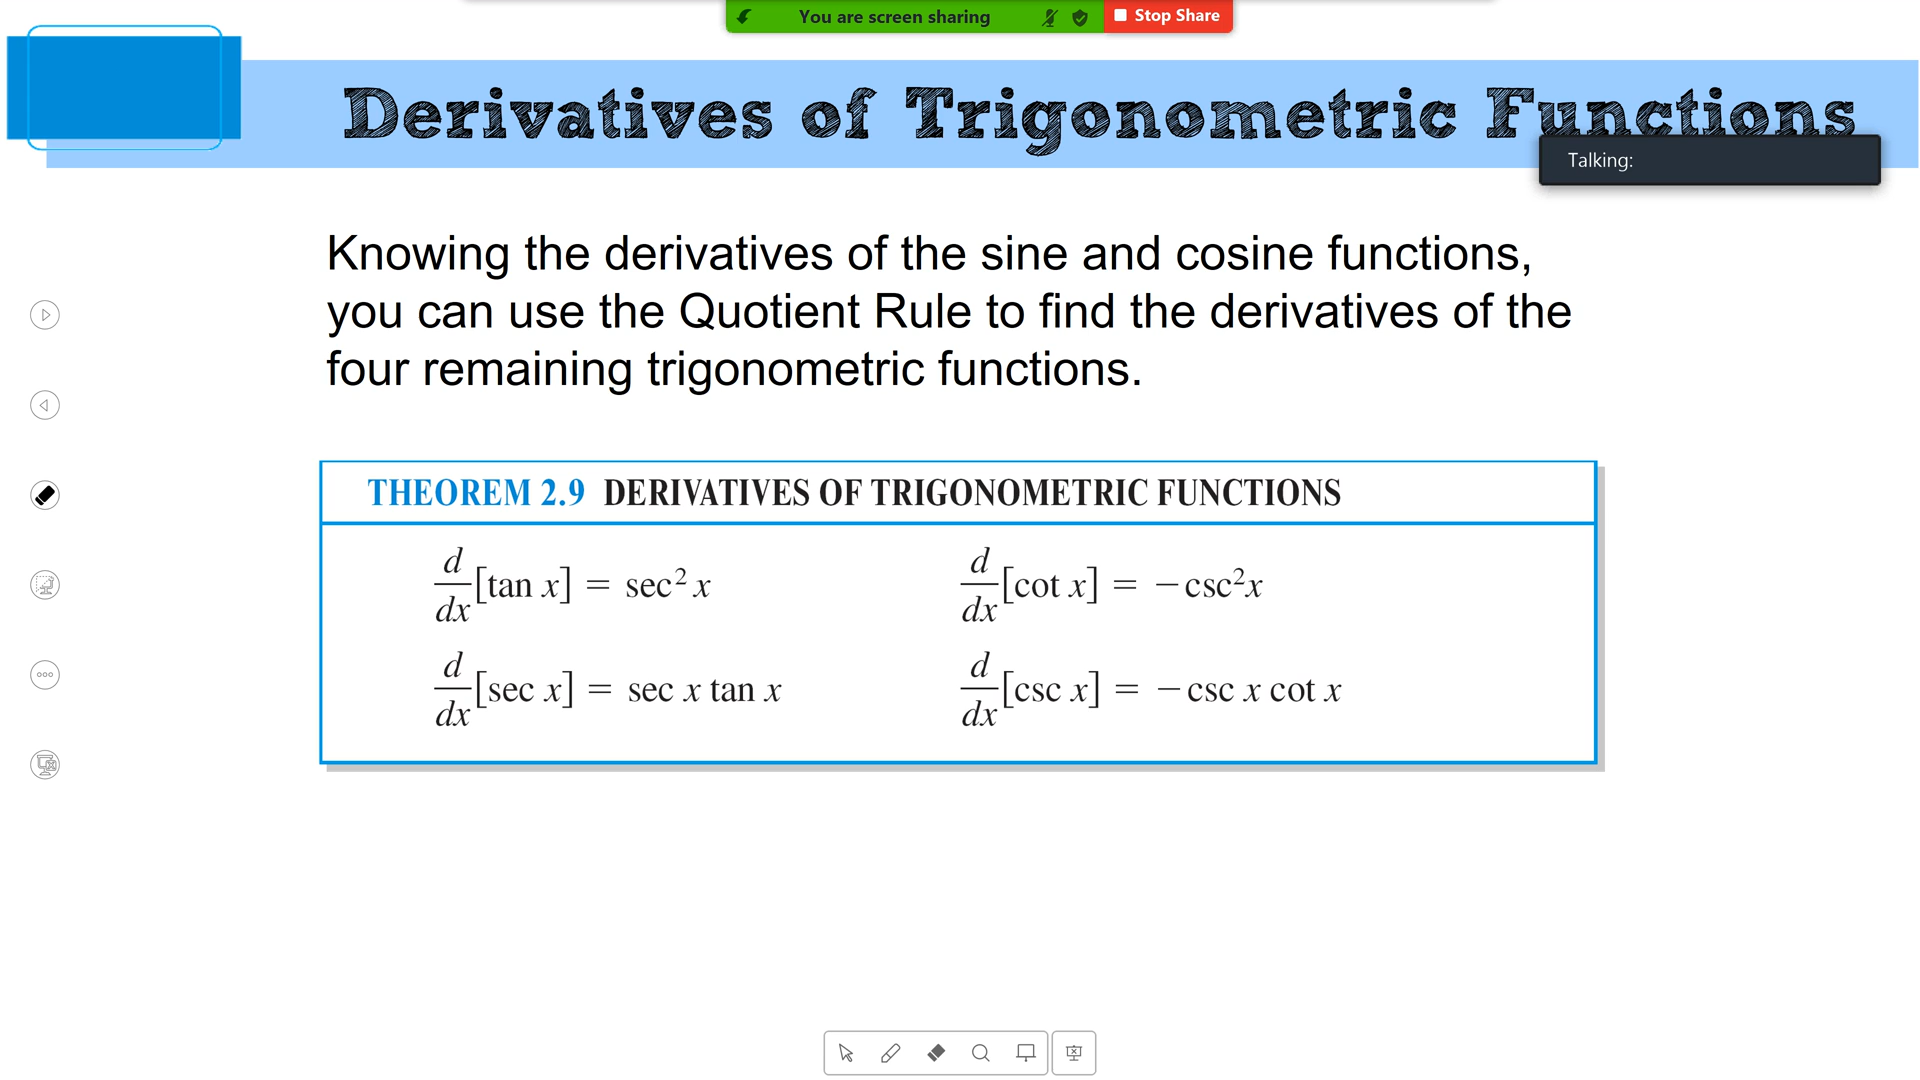 You are screen sharing
Stop Share
Derivatives of Trigonometric Functions
Talking:
Knowing the derivatives of the sine and cosine functions,
you can use the Quotient Rule to find the derivatives of the
four remaining trigonometric functions.
THEOREM 2.9 DERIVATIVES OF TRIGONOMETRIC FUNCTIONS
d/dx [tan x] = sec² x d/dx [cot x] = −csc²x
d/dx [sec x] = sec x tan x d/dx [csc x] = −csc x cot x